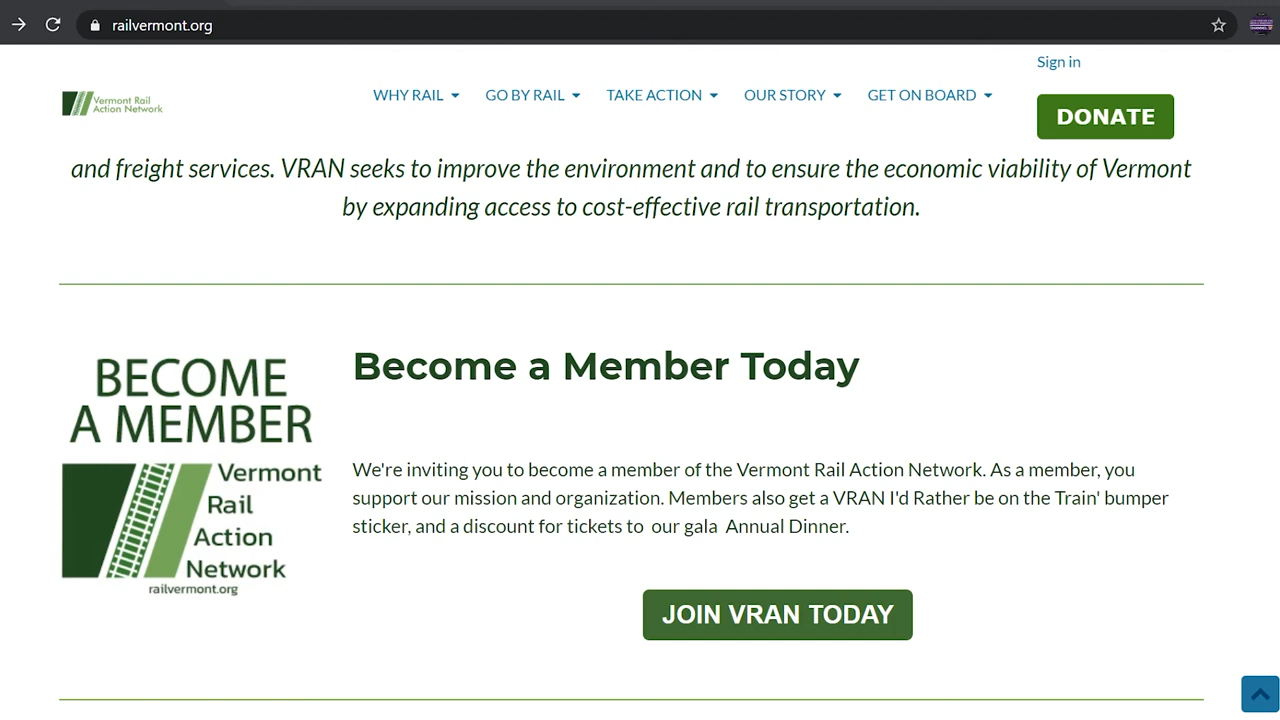 railvermont.org
Sign in
Vermont Rail
Action Network
WHY RAIL GO BY RAIL TAKE ACTION OUR STORY GET ON BOARD
DONATE
and freight services. VRAN seeks to improve the environment and to ensure the economic viability of Vermont
by expanding access to cost-effective rail transportation.
BECOME
A MEMBER
Vermont
Rail
Action
Network
railvermont.org
Become a Member Today
We're inviting you to become a member of the Vermont Rail Action Network. As a member, you
support our mission and organization. Members also get a VRAN I'd Rather be on the Train' bumper
sticker, and a discount for tickets to our gala Annual Dinner.
JOIN VRAN TODAY